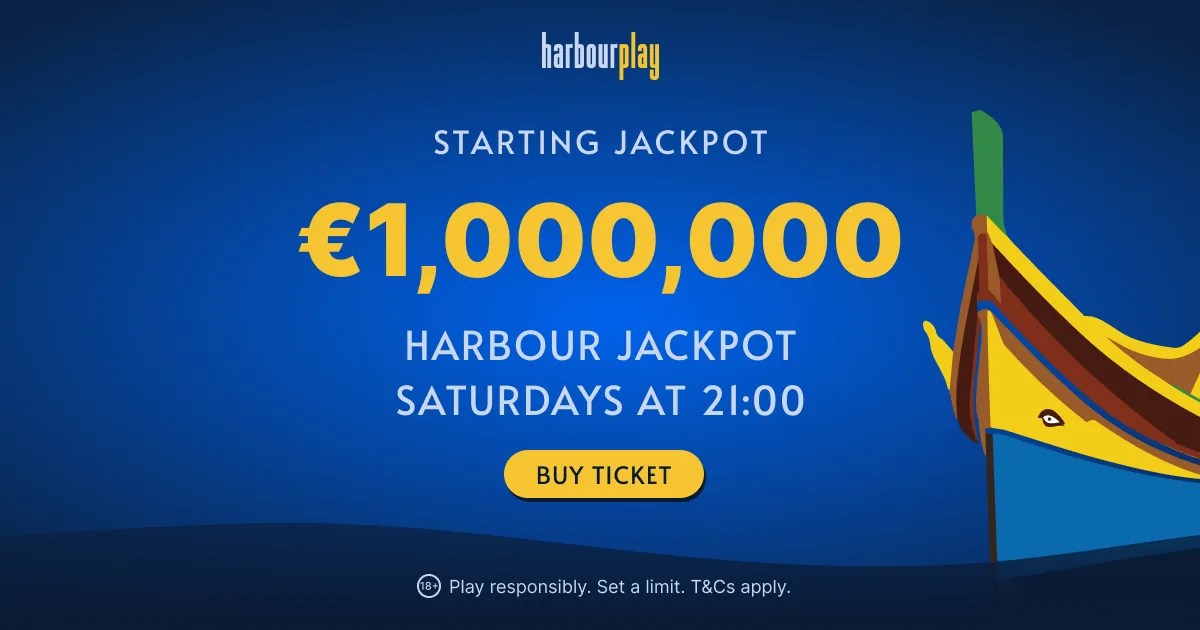 harbourplay
STARTING JACKPOT
€1,000,000
HARBOUR JACKPOT
SATURDAYS AT 21:00
BUY TICKET
18+ Play responsibly. Set a limit. T&Cs apply.